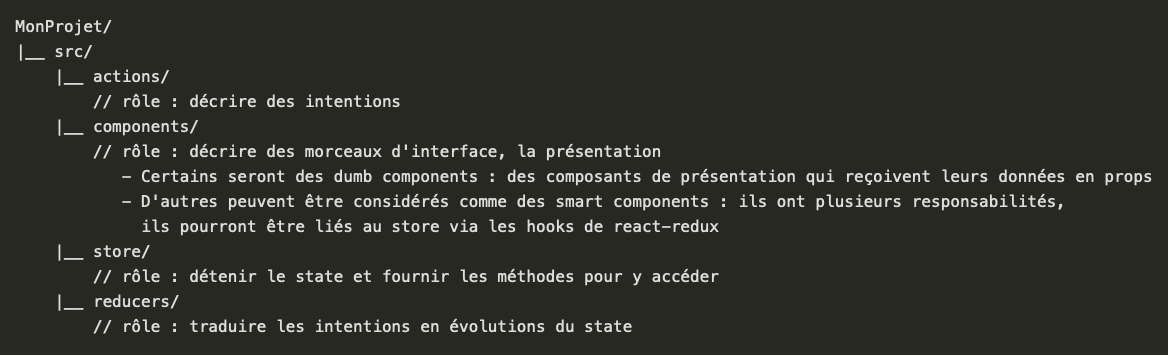 MonProjet/
|__ src/
    |__ actions/
        // rôle : décrire des intentions
    |__ components/
        // rôle : décrire des morceaux d'interface, la présentation
           - Certains seront des dumb components : des composants de présentation qui reçoivent leurs données en props
           - D'autres peuvent être considérés comme des smart components : ils ont plusieurs responsabilités,
             ils pourront être liés au store via les hooks de react-redux
    |__ store/
        // rôle : détenir le state et fournir les méthodes pour y accéder
    |__ reducers/
        // rôle : traduire les intentions en évolutions du state